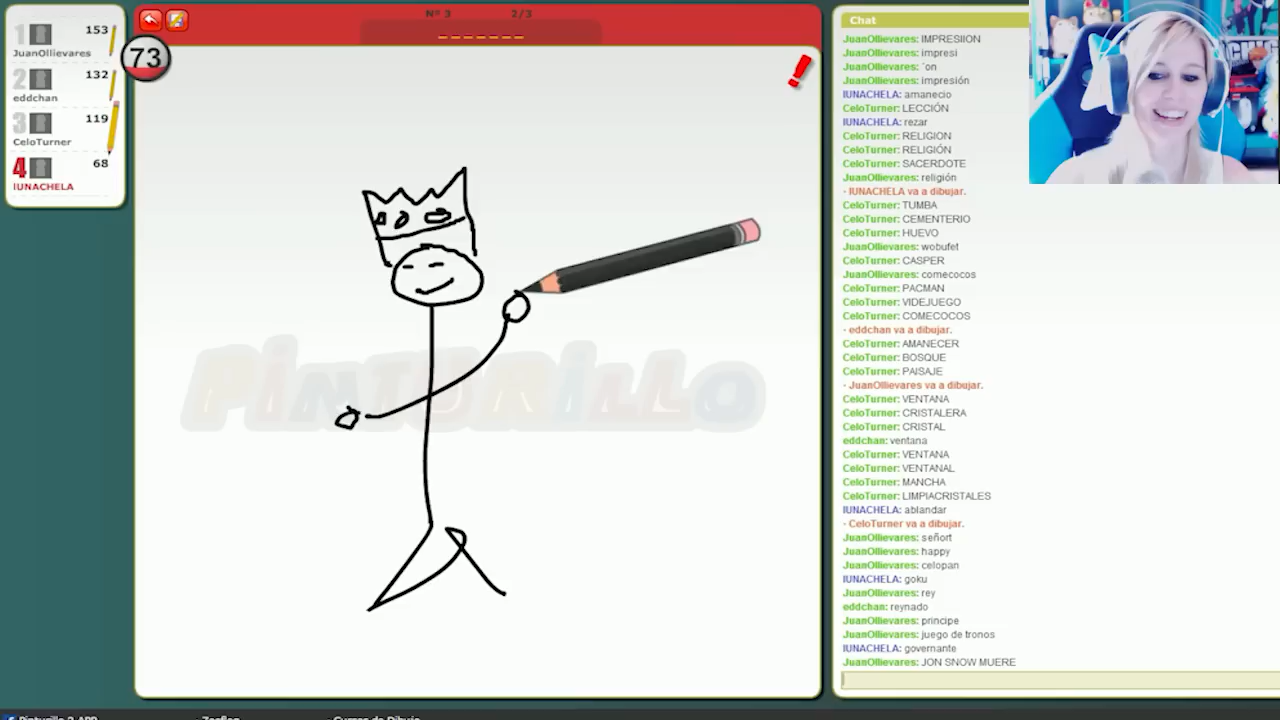 1 153
JuanOllievares
2 132
eddchan
3 119
CeloTurner
4 68
IUNACHELA
73
Nº 3 2/3
_ _ _ _ _ _ _
PINTURILLO
Chat
JuanOllievares: IMPRESIION
JuanOllievares: impresi
JuanOllievares: ´on
JuanOllievares: impresión
IUNACHELA: amanecio
CeloTurner: LECCIÓN
IUNACHELA: rezar
CeloTurner: RELIGION
CeloTurner: RELIGIÓN
CeloTurner: SACERDOTE
JuanOllievares: religión
- IUNACHELA va a dibujar.
CeloTurner: TUMBA
CeloTurner: CEMENTERIO
CeloTurner: HUEVO
JuanOllievares: wobufet
CeloTurner: CASPER
JuanOllievares: comecocos
CeloTurner: PACMAN
CeloTurner: VIDEJUEGO
CeloTurner: COMECOCOS
- eddchan va a dibujar.
CeloTurner: AMANECER
CeloTurner: BOSQUE
CeloTurner: PAISAJE
- JuanOllievares va a dibujar.
CeloTurner: VENTANA
CeloTurner: CRISTALERA
CeloTurner: CRISTAL
eddchan: ventana
CeloTurner: VENTANA
CeloTurner: VENTANAL
CeloTurner: MANCHA
CeloTurner: LIMPIACRISTALES
IUNACHELA: ablandar
- CeloTurner va a dibujar.
JuanOllievares: señort
JuanOllievares: happy
JuanOllievares: celopan
IUNACHELA: goku
JuanOllievares: rey
eddchan: reynado
JuanOllievares: principe
JuanOllievares: juego de tronos
IUNACHELA: governante
JuanOllievares: JON SNOW MUERE